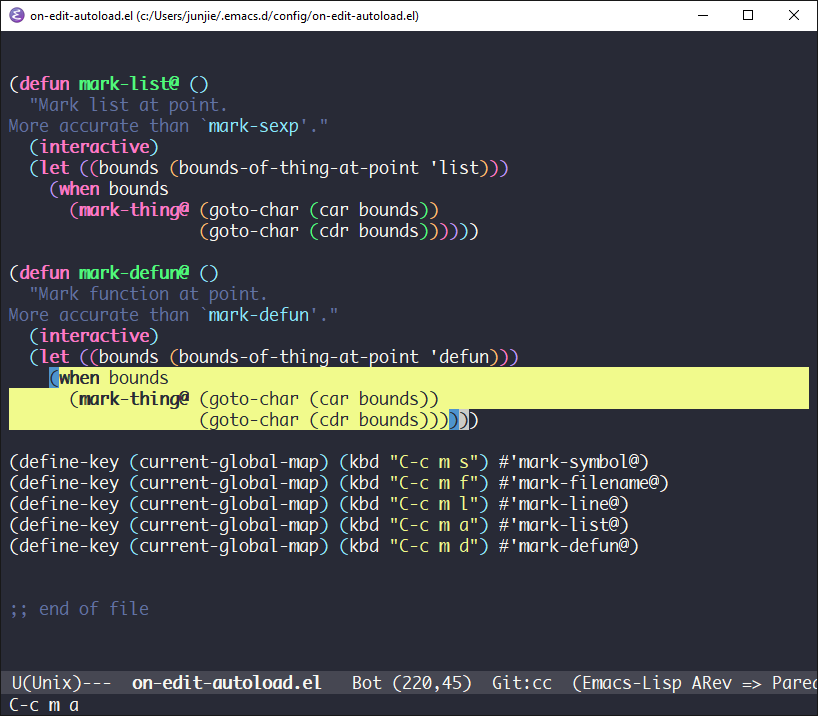 on-edit-autoload.el (c:/Users/junjie/.emacs.d/config/on-edit-autoload.el)
(defun mark-list@ ()
  "Mark list at point.
More accurate than `mark-sexp'."
  (interactive)
  (let ((bounds (bounds-of-thing-at-point 'list)))
    (when bounds
      (mark-thing@ (goto-char (car bounds))
                   (goto-char (cdr bounds))))))
(defun mark-defun@ ()
  "Mark function at point.
More accurate than `mark-defun'."
  (interactive)
  (let ((bounds (bounds-of-thing-at-point 'defun)))
    (when bounds
      (mark-thing@ (goto-char (car bounds))
                   (goto-char (cdr bounds))))))
(define-key (current-global-map) (kbd "C-c m s") #'mark-symbol@)
(define-key (current-global-map) (kbd "C-c m f") #'mark-filename@)
(define-key (current-global-map) (kbd "C-c m l") #'mark-line@)
(define-key (current-global-map) (kbd "C-c m a") #'mark-list@)
(define-key (current-global-map) (kbd "C-c m d") #'mark-defun@)
;; end of file
U(Unix)---  on-edit-autoload.el   Bot (220,45)  Git:cc  (Emacs-Lisp ARev => Pared
C-c m a